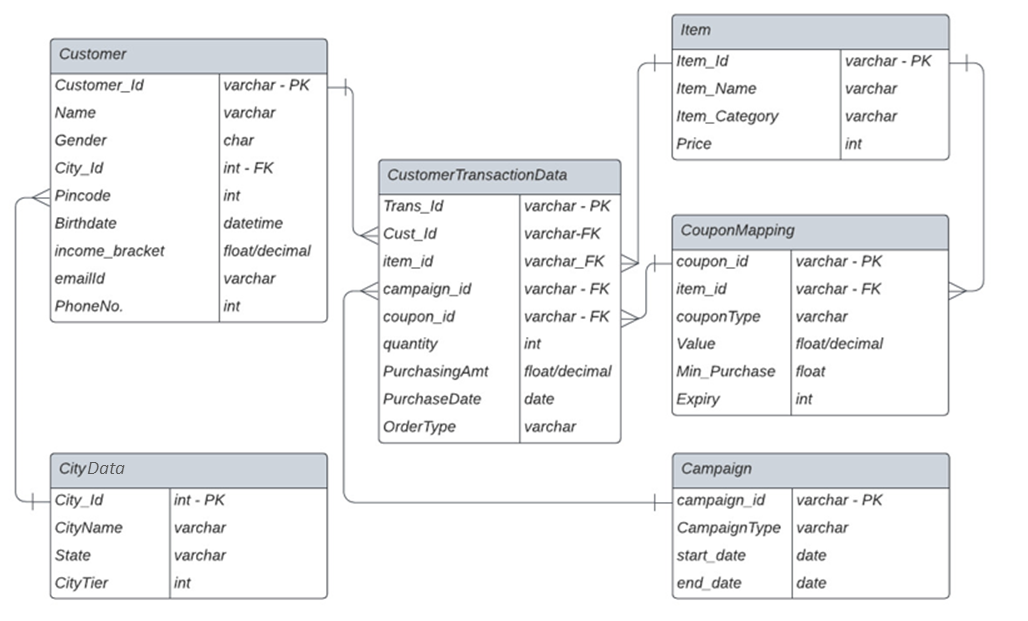 Customer
Customer_Id varchar - PK
Name varchar
Gender char
City_Id int - FK
Pincode int
Birthdate datetime
income_bracket float/decimal
emailId varchar
PhoneNo. int
CustomerTransactionData
Trans_Id varchar - PK
Cust_Id varchar-FK
item_id varchar_FK
campaign_id varchar - FK
coupon_id varchar - FK
quantity int
PurchasingAmt float/decimal
PurchaseDate date
OrderType varchar
Item
Item_Id varchar - PK
Item_Name varchar
Item_Category varchar
Price int
CouponMapping
coupon_id varchar - PK
item_id varchar - FK
couponType varchar
Value float/decimal
Min_Purchase float
Expiry int
CityData
City_Id int - PK
CityName varchar
State varchar
CityTier int
Campaign
campaign_id varchar - PK
CampaignType varchar
start_date date
end_date date